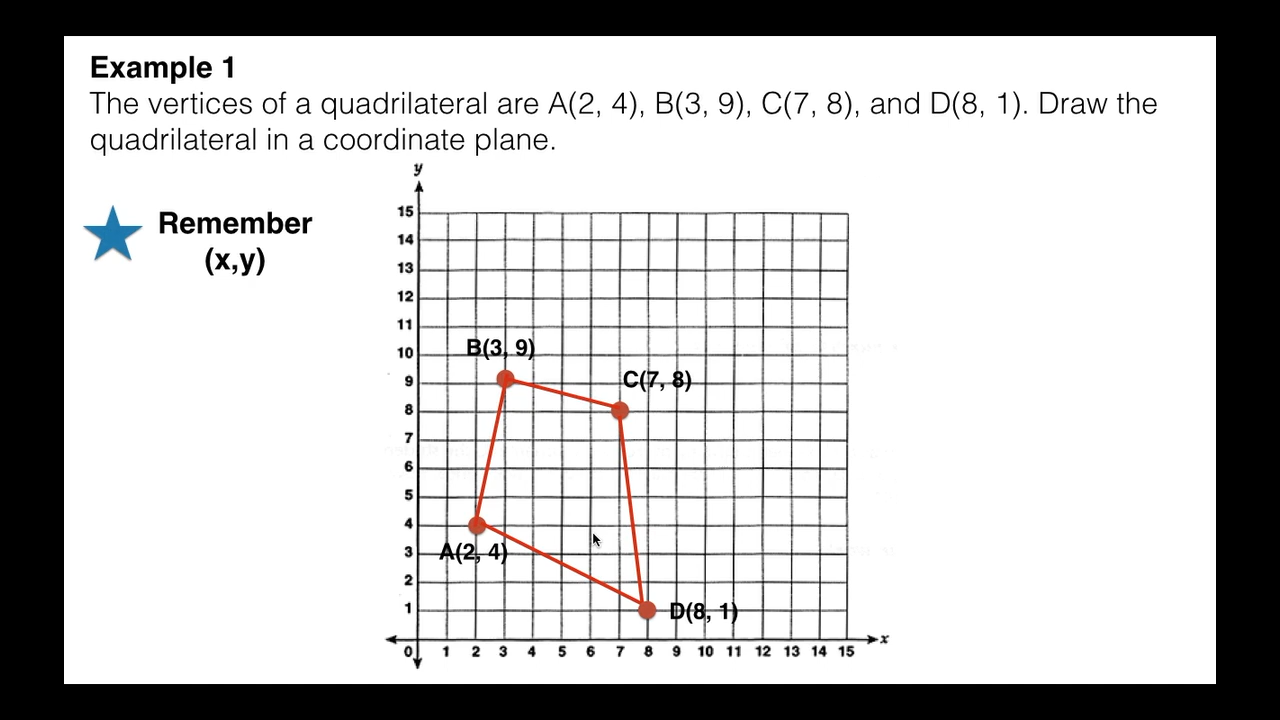 Example 1
The vertices of a quadrilateral are A(2, 4), B(3, 9), C(7, 8), and D(8, 1). Draw the
quadrilateral in a coordinate plane.
y
Remember
(x,y)
15
14
13
12
11
B(3, 9)
10
C(7, 8)
9
8
7
6
5
4
A(2, 4)
3
2
1
D(8, 1)
x
0 1 2 3 4 5 6 7 8 9 10 11 12 13 14 15